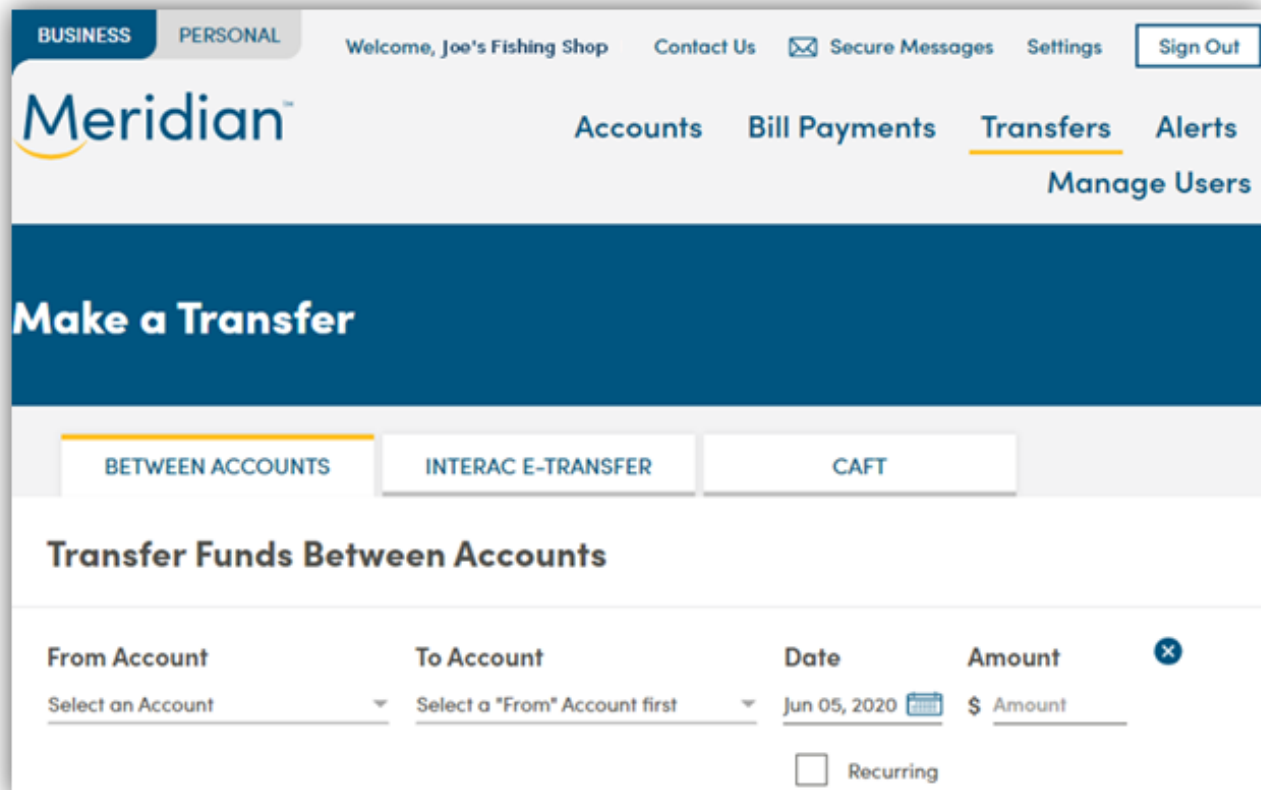 BUSINESS PERSONAL Welcome, Joe's Fishing Shop Contact Us Secure Messages Settings Sign Out
Meridian™ Accounts Bill Payments Transfers Alerts
Manage Users
Make a Transfer
BETWEEN ACCOUNTS INTERAC E-TRANSFER CAFT
Transfer Funds Between Accounts
From Account To Account Date Amount
Select an Account Select a "From" Account first Jun 05, 2020 $ Amount
Recurring